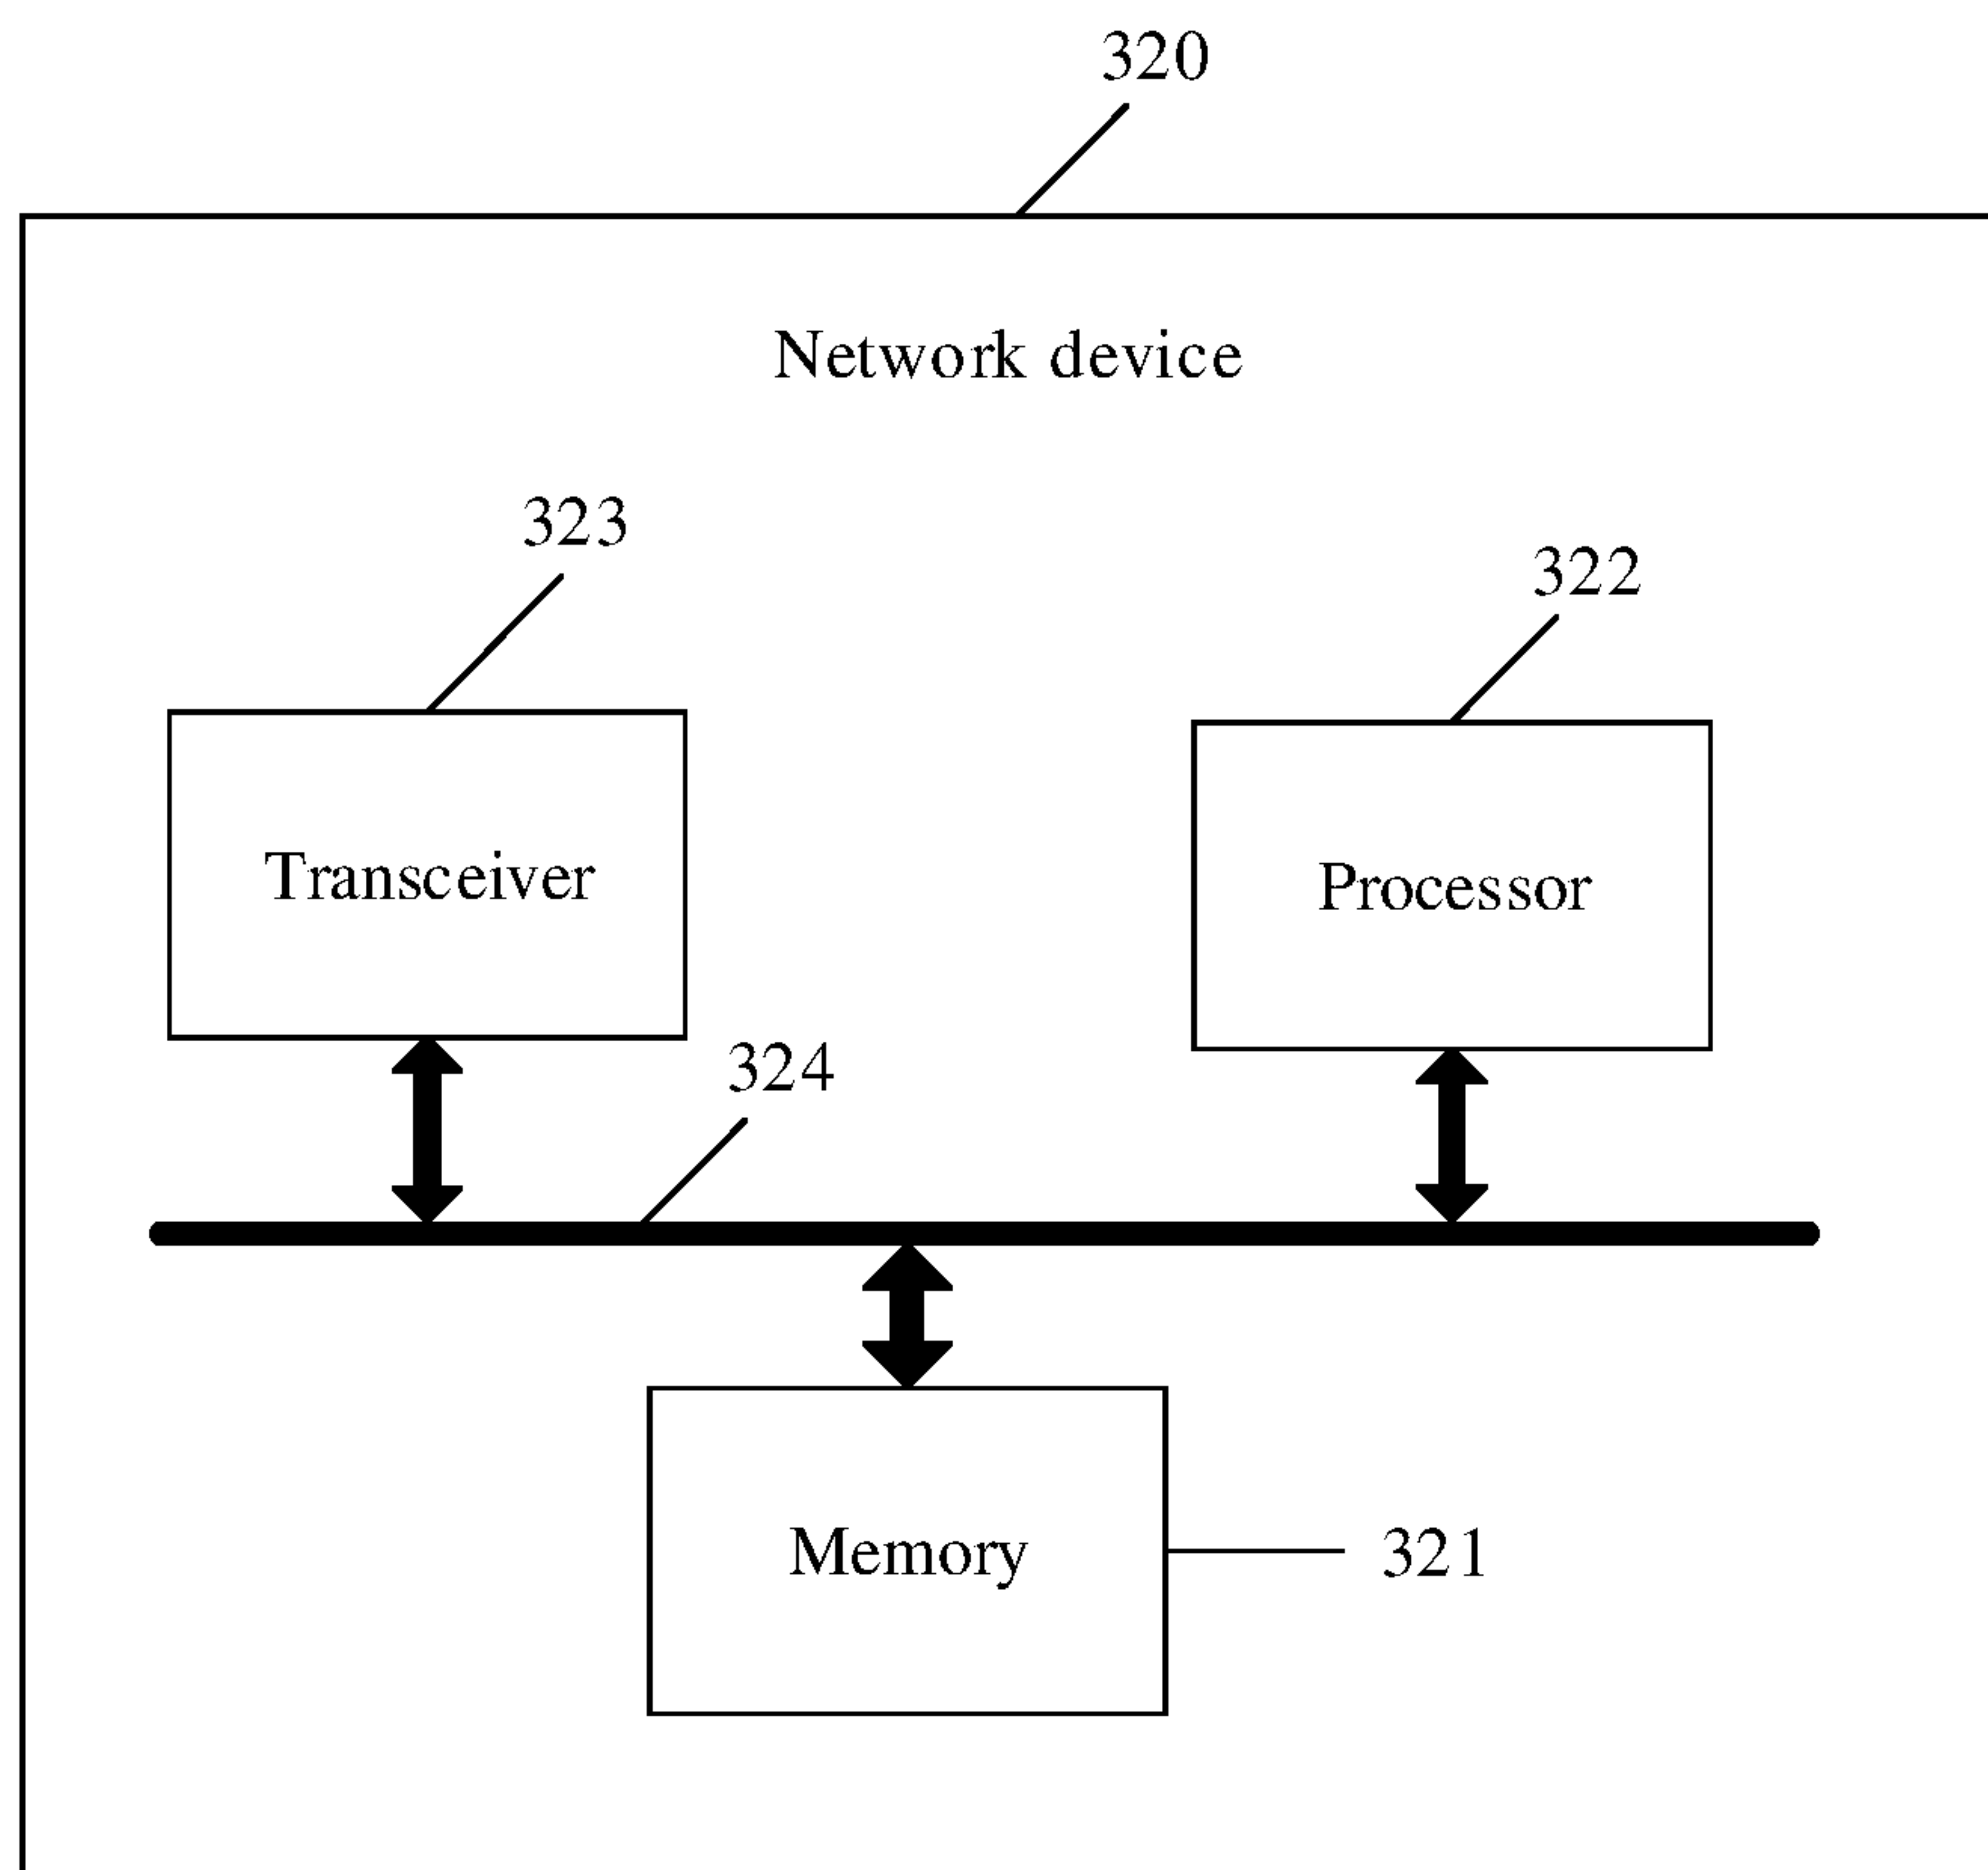 320
Network device
323
322
Transceiver
Processor
324
Memory
321